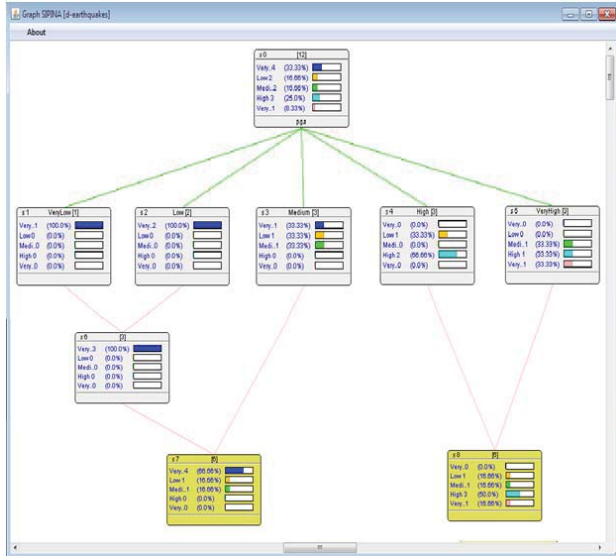 Graph SIPINA [d-earthquakes]
About
s 0 [12]
Very..4 (33.33%)
Low 2 (16.66%)
Medi..2 (16.66%)
High 3 (25.0%)
Very..1 (8.33%)
pga
s 1 VeryLow [1]
Very..1 (100.0%)
Low 0 (0.0%)
Medi..0 (0.0%)
High 0 (0.0%)
Very..0 (0.0%)
s 2 Low [2]
Very..2 (100.0%)
Low 0 (0.0%)
Medi..0 (0.0%)
High 0 (0.0%)
Very..0 (0.0%)
s 3 Medium [3]
Very..1 (33.33%)
Low 1 (33.33%)
Medi..1 (33.33%)
High 0 (0.0%)
Very..0 (0.0%)
s 4 High [3]
Very..0 (0.0%)
Low 1 (33.33%)
Medi..0 (0.0%)
High 2 (66.66%)
Very..0 (0.0%)
s 5 VeryHigh [3]
Very..0 (0.0%)
Low 0 (0.0%)
Medi..1 (33.33%)
High 1 (33.33%)
Very..1 (33.33%)
s 6 [3]
Very..3 (100.0%)
Low 0 (0.0%)
Medi..0 (0.0%)
High 0 (0.0%)
Very..0 (0.0%)
s 7 [6]
Very..4 (66.66%)
Low 1 (16.66%)
Medi..1 (16.66%)
High 0 (0.0%)
Very..0 (0.0%)
s 8 [6]
Very..0 (0.0%)
Low 1 (16.66%)
Medi..1 (16.66%)
High 3 (50.0%)
Very..1 (16.66%)